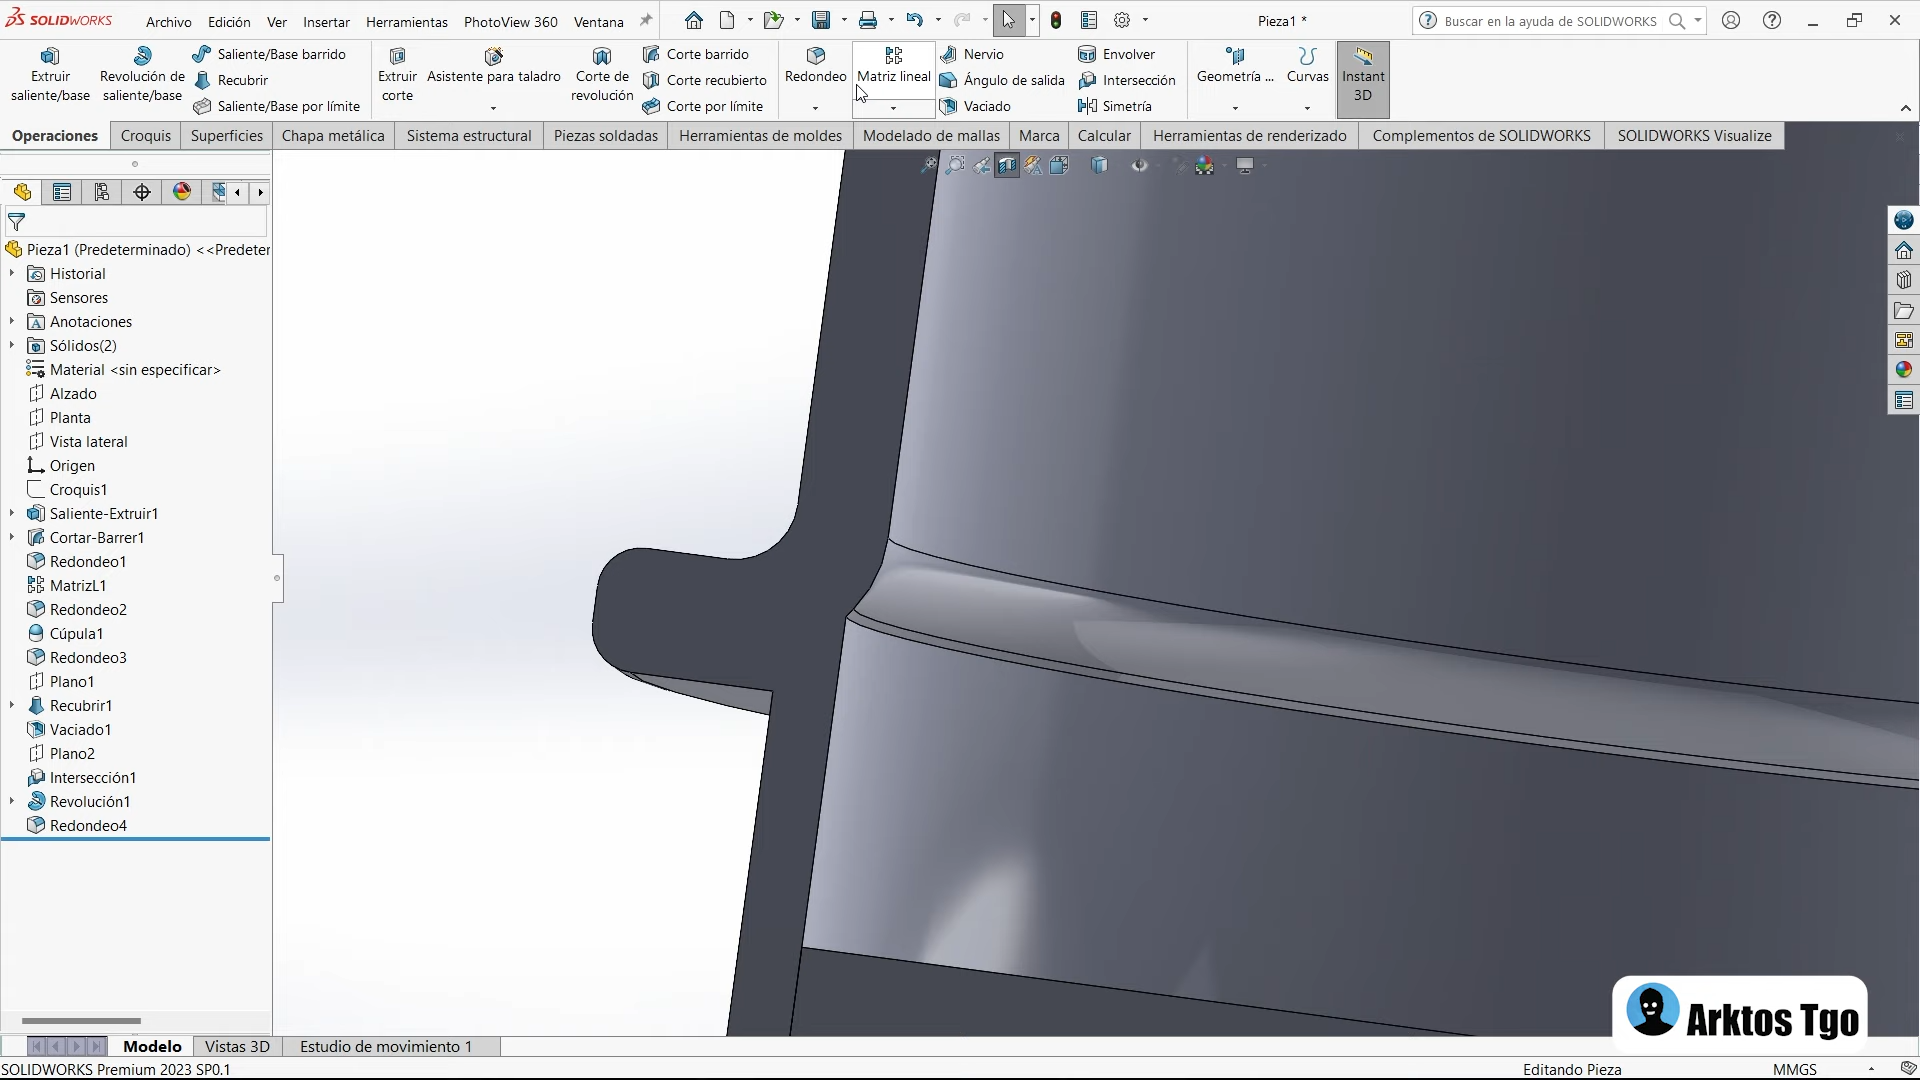 SOLIDWORKS
Archivo Edición Ver Insertar Herramientas PhotoView 360 Ventana
Pieza1 *
Buscar en la ayuda de SOLIDWORKS
Extruir saliente/base
Revolución de saliente/base
Saliente/Base barrido
Recubrir
Saliente/Base por límite
Extruir corte
Asistente para taladro
Corte de revolución
Corte barrido
Corte recubierto
Corte por límite
Redondeo
Matriz lineal
Nervio
Ángulo de salida
Vaciado
Envolver
Intersección
Simetría
Geometría ...
Curvas
Instant 3D
Operaciones Croquis Superficies Chapa metálica Sistema estructural Piezas soldadas Herramientas de moldes Modelado de mallas Marca Calcular Herramientas de renderizado Complementos de SOLIDWORKS SOLIDWORKS Visualize
Pieza1 (Predeterminado) <<Predeter
Historial
Sensores
Anotaciones
Sólidos(2)
Material <sin especificar>
Alzado
Planta
Vista lateral
Origen
Croquis1
Saliente-Extruir1
Cortar-Barrer1
Redondeo1
MatrizL1
Redondeo2
Cúpula1
Redondeo3
Plano1
Recubrir1
Vaciado1
Plano2
Intersección1
Revolución1
Redondeo4
Arktos Tgo
Modelo Vistas 3D Estudio de movimiento 1
SOLIDWORKS Premium 2023 SP0.1
Editando Pieza
MMGS